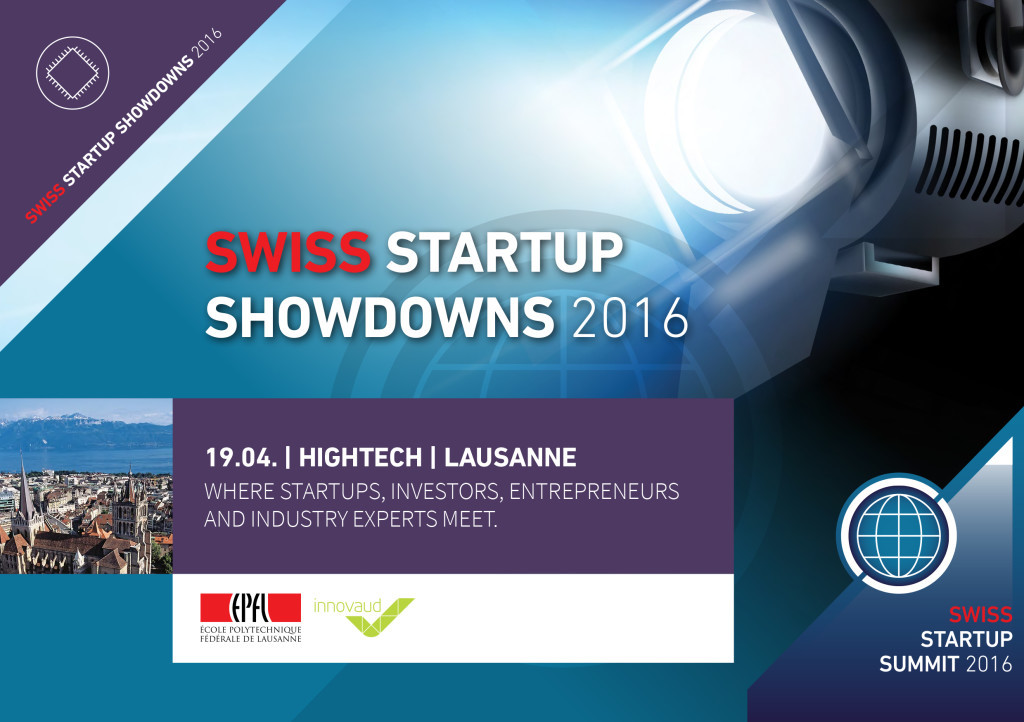 SWISS STARTUP SHOWDOWNS 2016
SWISS STARTUP
SHOWDOWNS 2016
19.04. | HIGHTECH | LAUSANNE
WHERE STARTUPS, INVESTORS, ENTREPRENEURS
AND INDUSTRY EXPERTS MEET.
EPFL
ÉCOLE POLYTECHNIQUE
FÉDÉRALE DE LAUSANNE
innovaud
SWISS
STARTUP
SUMMIT 2016